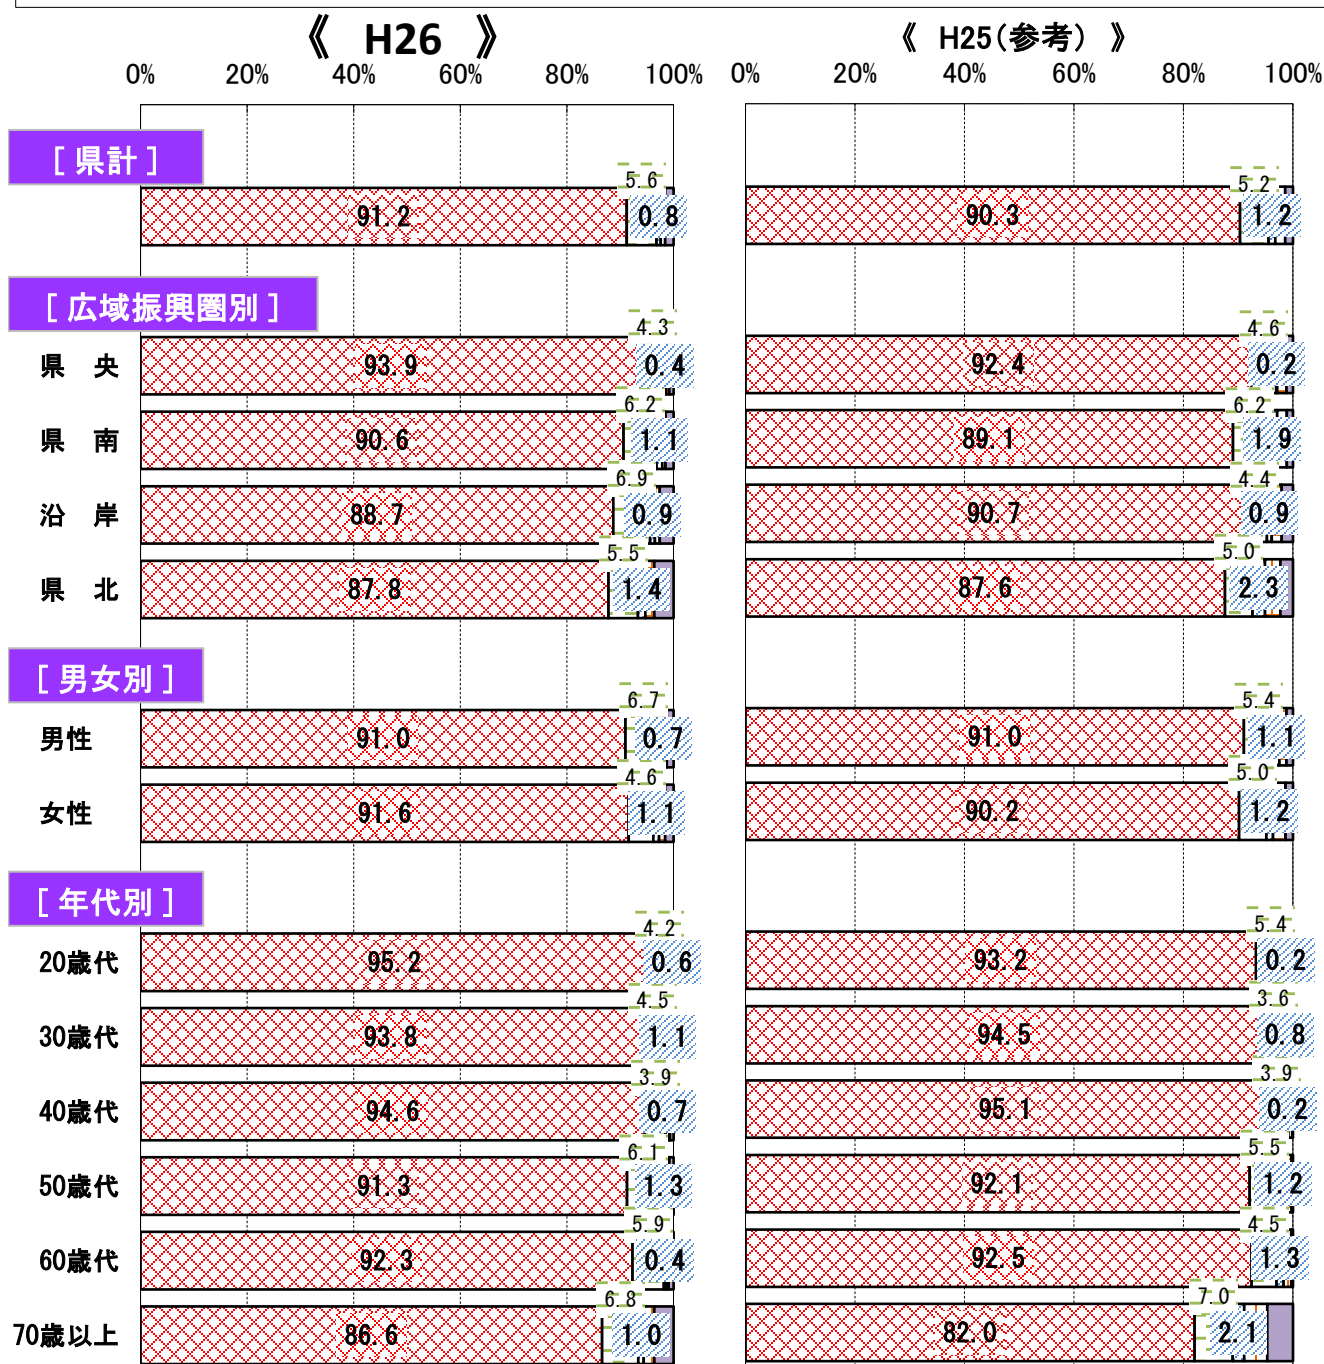 《 H26 》 《 H25(参考) 》
0% 20% 40% 60% 80% 100% 0% 20% 40% 60% 80% 100%
[ 県計 ]
5.6 5.2
91.2 0.8 90.3 1.2
[ 広域振興圏別 ]
4.3 4.6
県 央 93.9 0.4 92.4 0.2
6.2 6.2
県 南 90.6 1.1 89.1 1.9
6.9 4.4
沿 岸 88.7 0.9 90.7 0.9
5.5 5.0
県 北 87.8 1.4 87.6 2.3
[ 男女別 ]
6.7 5.4
男性 91.0 0.7 91.0 1.1
4.6 5.0
女性 91.6 1.1 90.2 1.2
[ 年代別 ]
4.2 5.4
20歳代 95.2 0.6 93.2 0.2
4.5 3.6
30歳代 93.8 1.1 94.5 0.8
3.9 3.9
40歳代 94.6 0.7 95.1 0.2
6.1 5.5
50歳代 91.3 1.3 92.1 1.2
5.9 4.5
60歳代 92.3 0.4 92.5 1.3
6.8 7.0
70歳以上 86.6 1.0 82.0 2.1